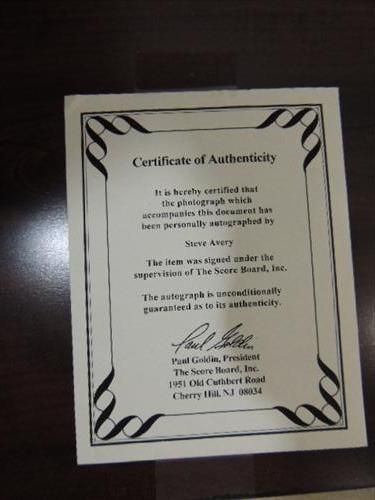 Certificate of Authenticity
It is hereby certified that
the photograph which
accompanies this document has
been personally autographed by
Steve Avery
The item was signed under the
supervision of The Score Board, Inc.
The autograph is unconditionally
guaranteed as to its authenticity.
Paul Goldin
Paul Goldin, President
The Score Board, Inc.
1951 Old Cuthbert Road
Cherry Hill, NJ 08034